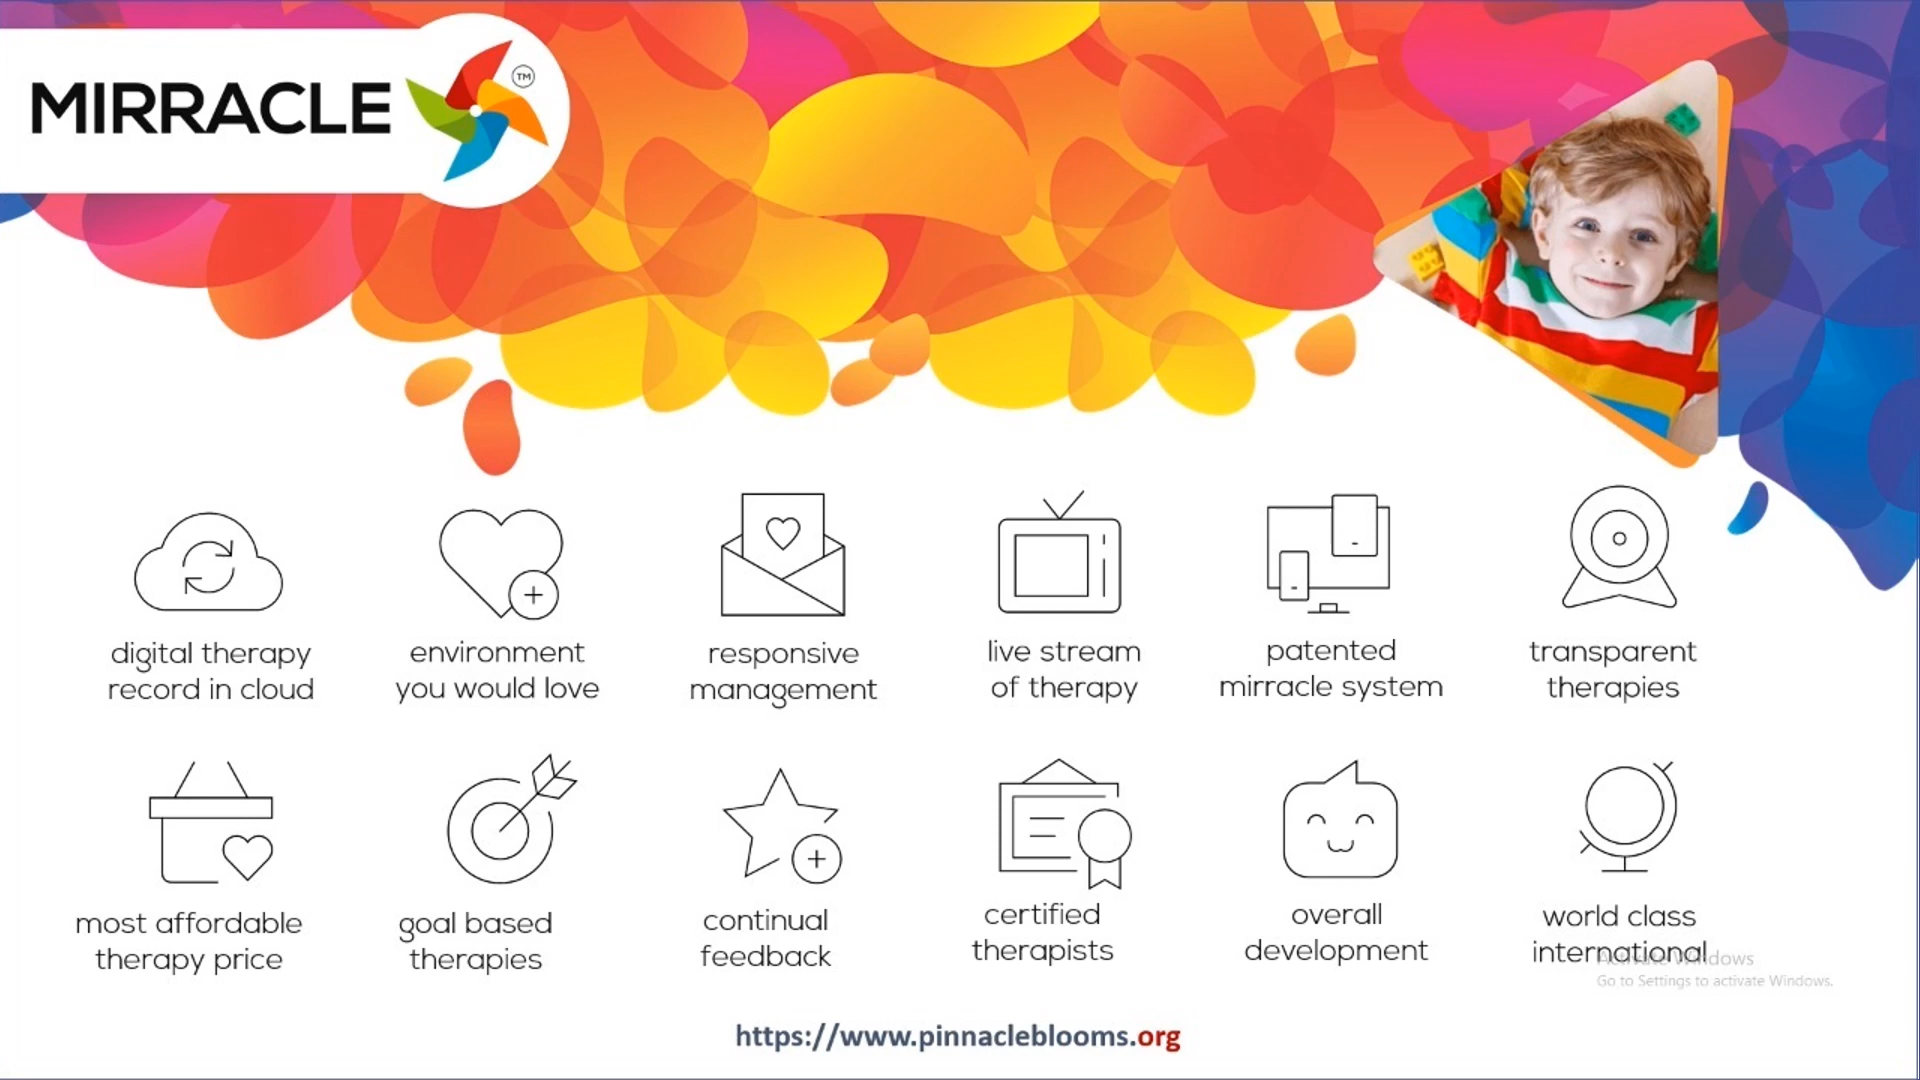 MIRRACLE
TM
digital therapy
record in cloud
environment
you would love
responsive
management
live stream
of therapy
patented
mirracle system
transparent
therapies
most affordable
therapy price
goal based
therapies
continual
feedback
certified
therapists
overall
development
world class
international
Activate Windows
Go to Settings to activate Windows.
https://www.pinnacleblooms.org